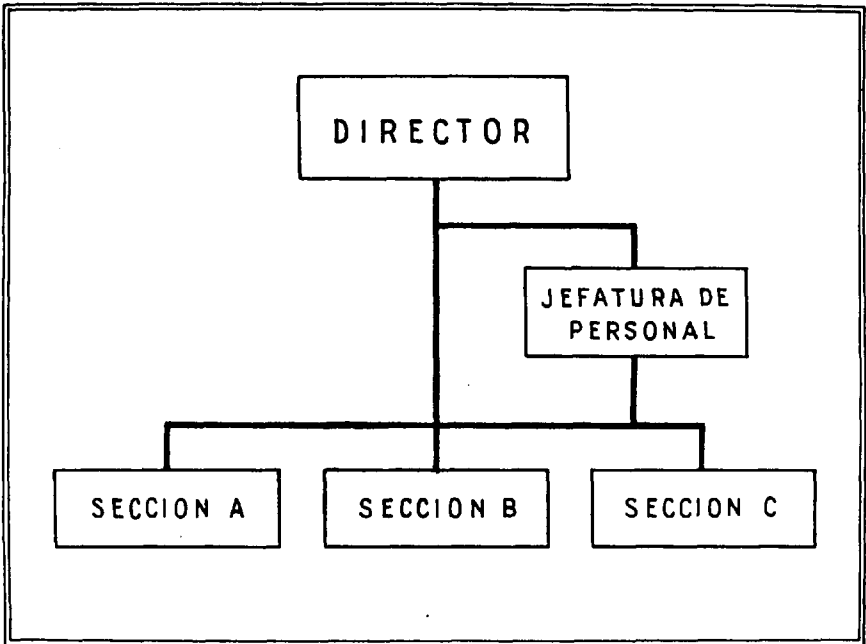 DIRECTOR
JEFATURA DE
PERSONAL
SECCION A
SECCION B
SECCION C